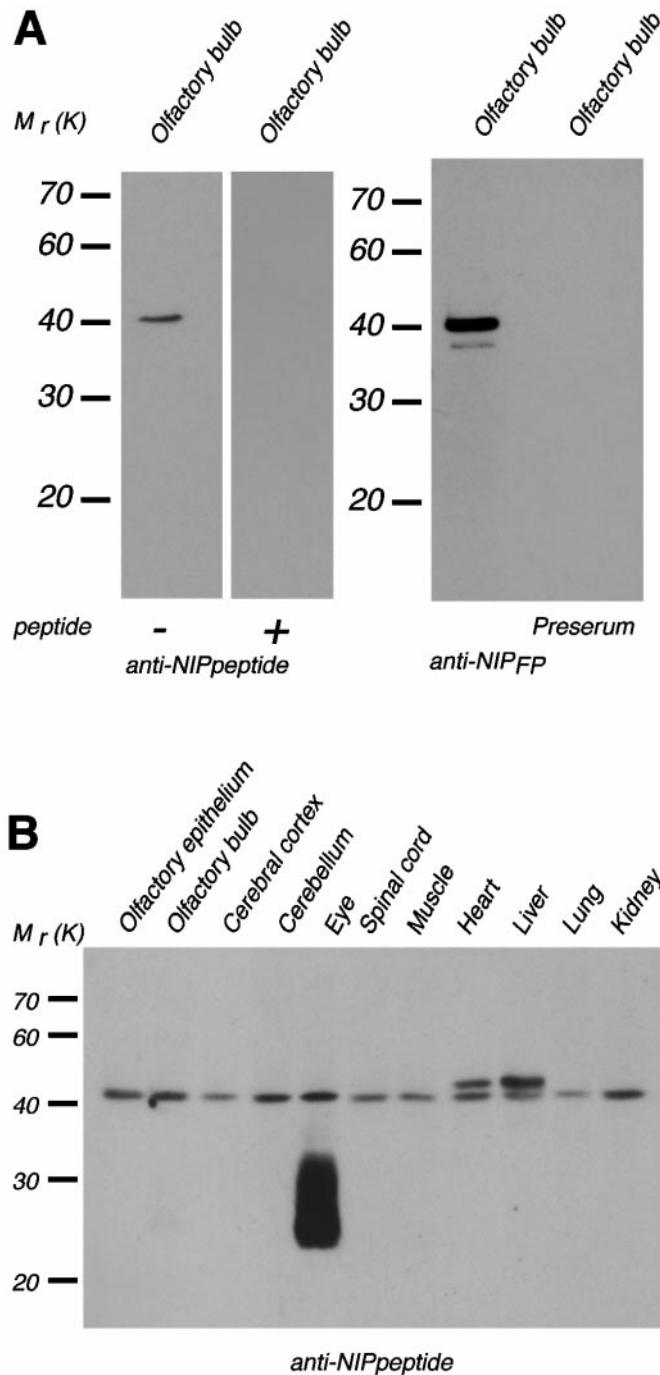 A
Olfactory bulb
Olfactory bulb
Olfactory bulb
Olfactory bulb
M r (K)
70
60
40
30
20
70
60
40
30
20
peptide - +
Preserum
anti-NIPpeptide
anti-NIPFP
B
Olfactory epithelium
Olfactory bulb
Cerebral cortex
Cerebellum
Eye
Spinal cord
Muscle
Heart
Liver
Lung
Kidney
M r (K)
70
60
40
30
20
anti-NIPpeptide